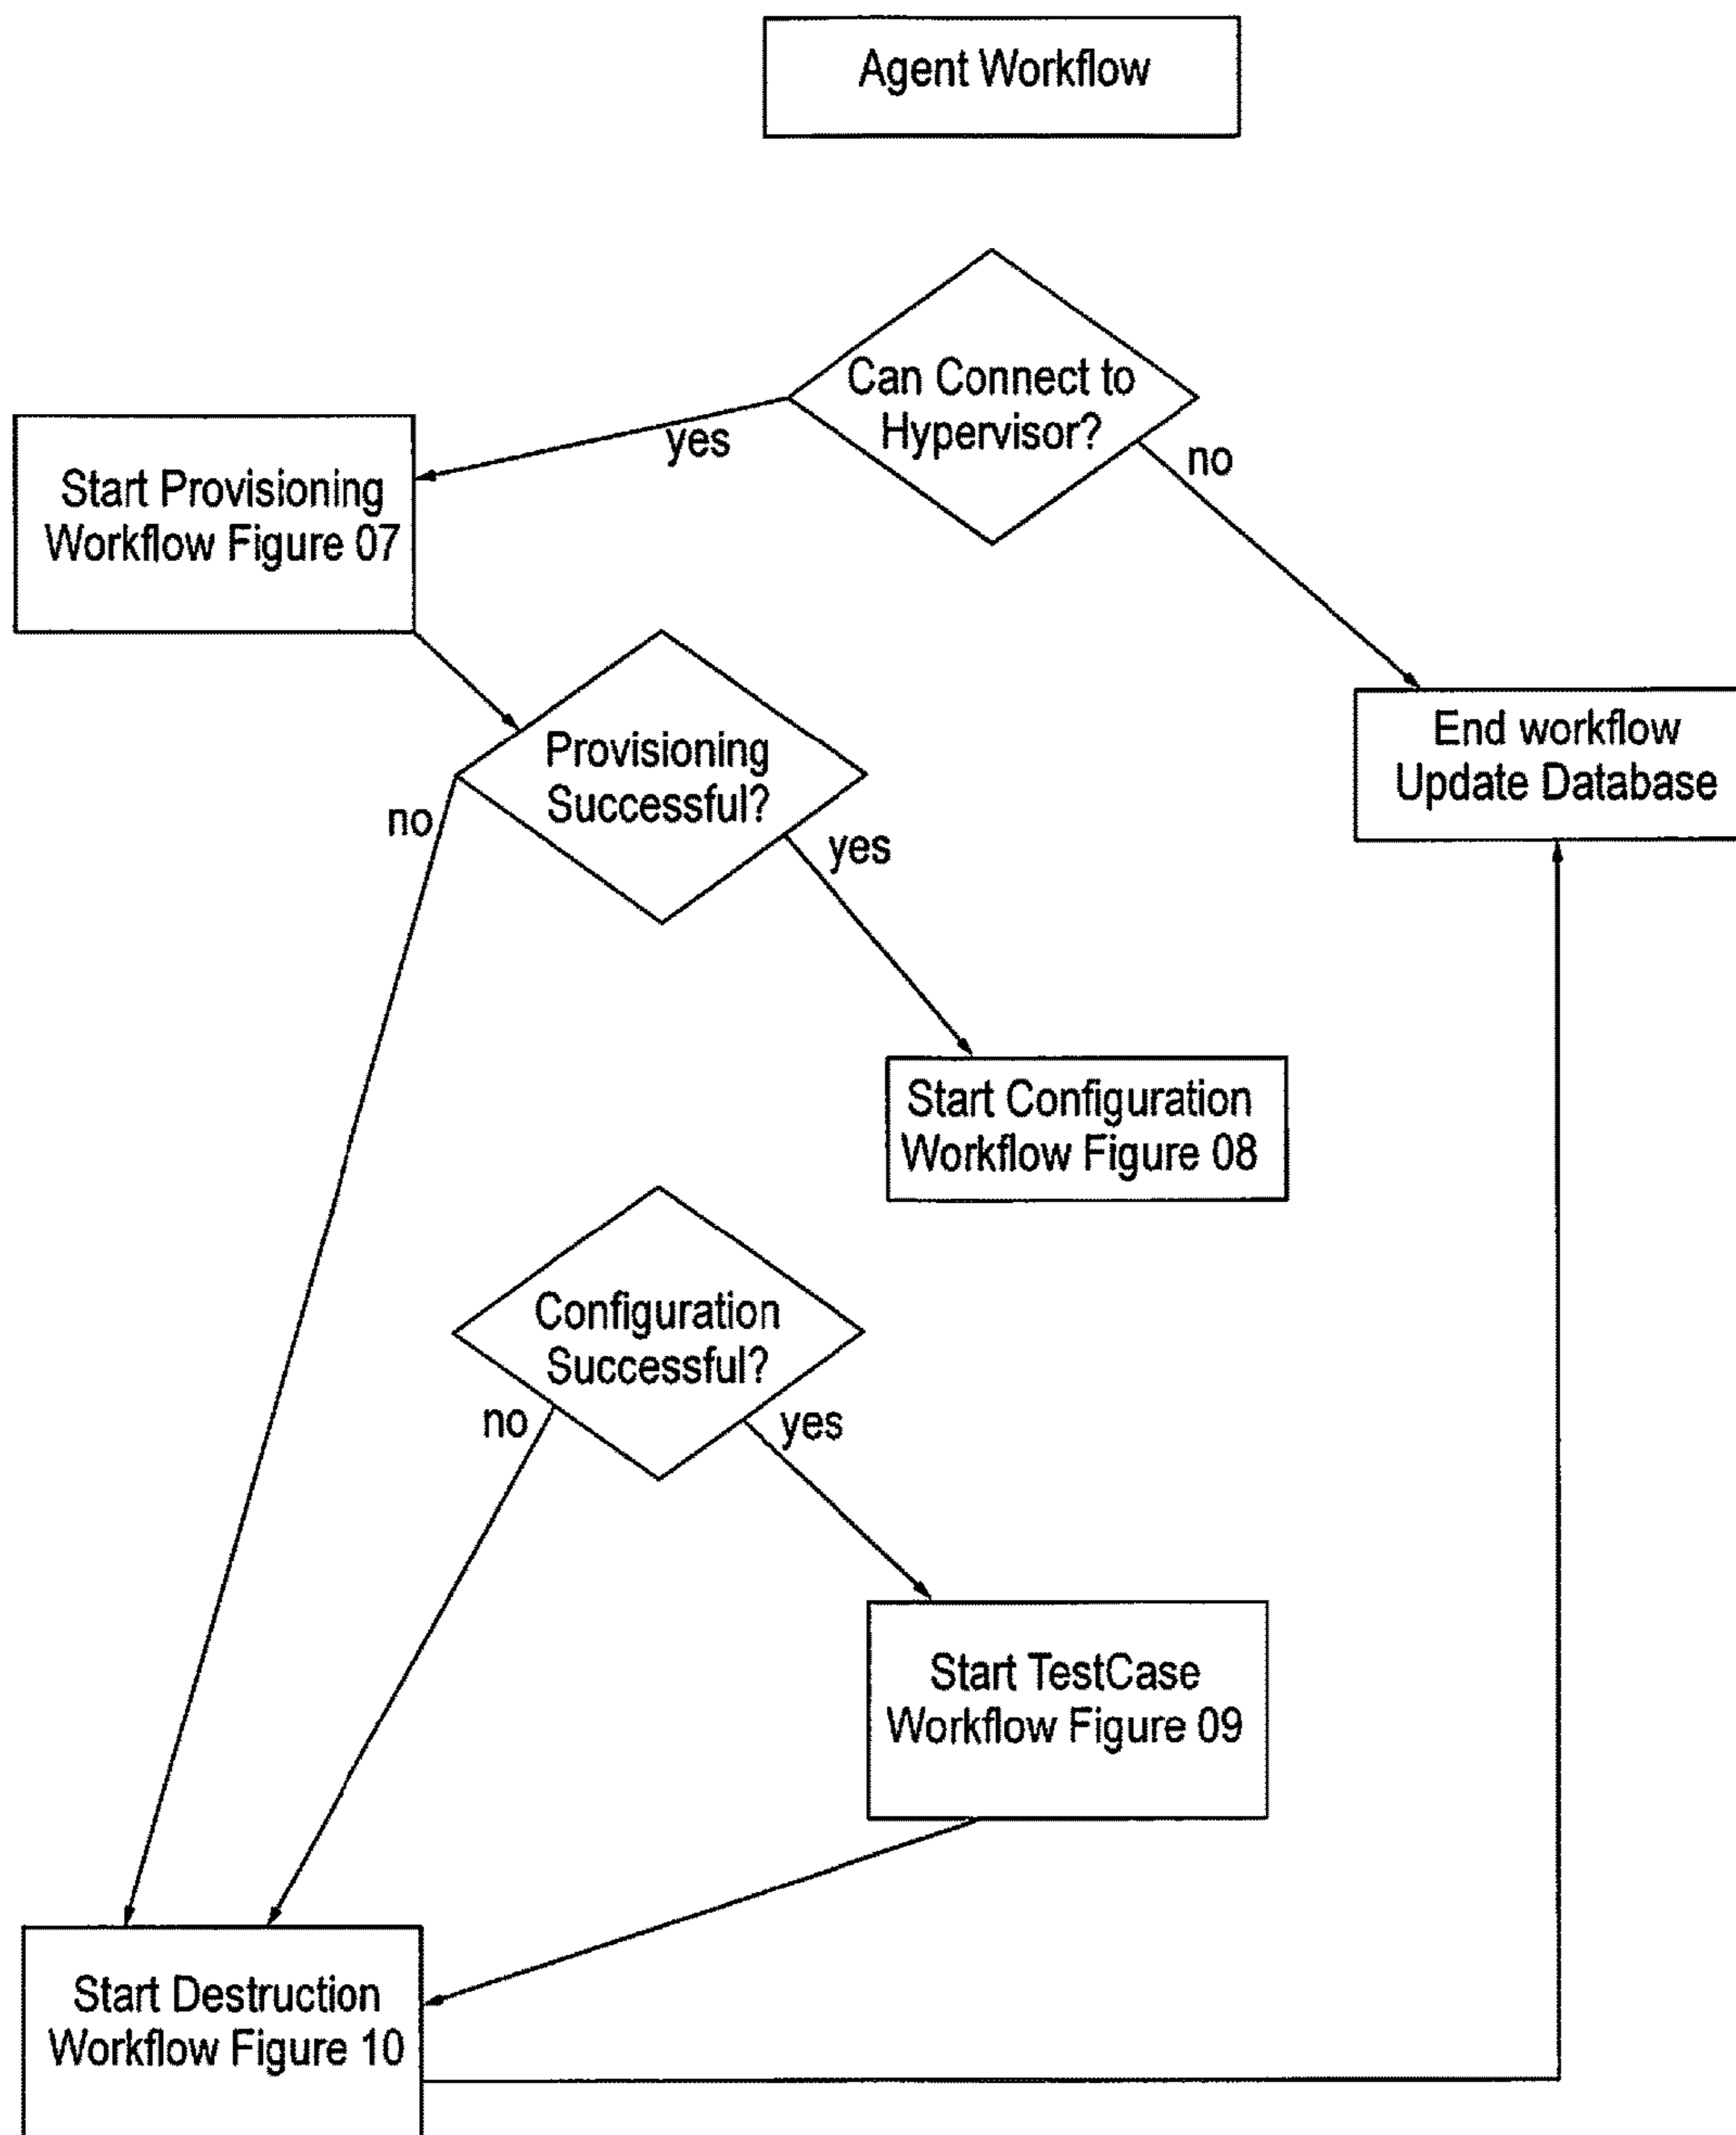 Agent Workflow
Can Connect to
Hypervisor?
yes
no
Start Provisioning
Workflow Figure 07
Provisioning
Successful?
no
yes
End workflow
Update Database
Start Configuration
Workflow Figure 08
Configuration
Successful?
no
yes
Start TestCase
Workflow Figure 09
Start Destruction
Workflow Figure 10